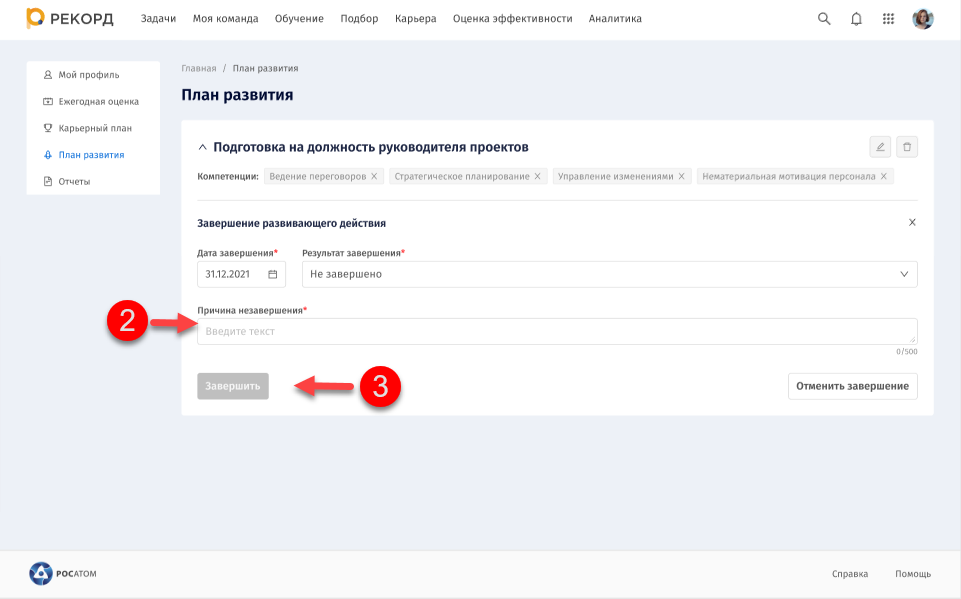 РЕКОРД Задачи Моя команда Обучение Подбор Карьера Оценка эффективности Аналитика
Мой профиль
Ежегодная оценка
Карьерный план
План развития
Отчеты
Главная / План развития
План развития
Подготовка на должность руководителя проектов
Компетенции: Ведение переговоров X Стратегическое планирование X Управление изменениями X Нематериальная мотивация персонала X
Завершение развивающего действия X
Дата завершения* Результат завершения*
31.12.2021 Не завершено
Причина незавершения*
2
Введите текст
0/500
Завершить 3 Отменить завершение
РОСАТОМ Справка Помощь